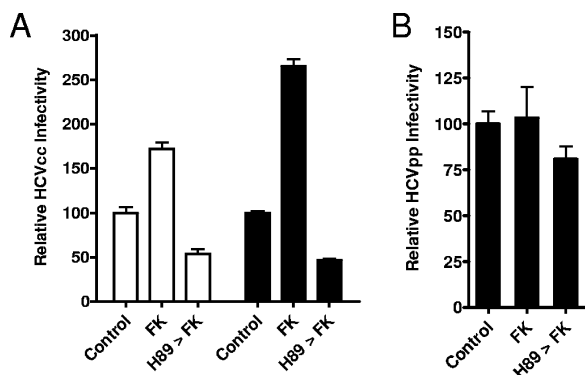 A
Relative HCVcc Infectivity
300
250
200
150
100
50
0
Control
FK
H89 > FK
Control
FK
H89 > FK
B
Relative HCVpp Infectivity
150
125
100
75
50
25
0
Control
FK
H89 > FK